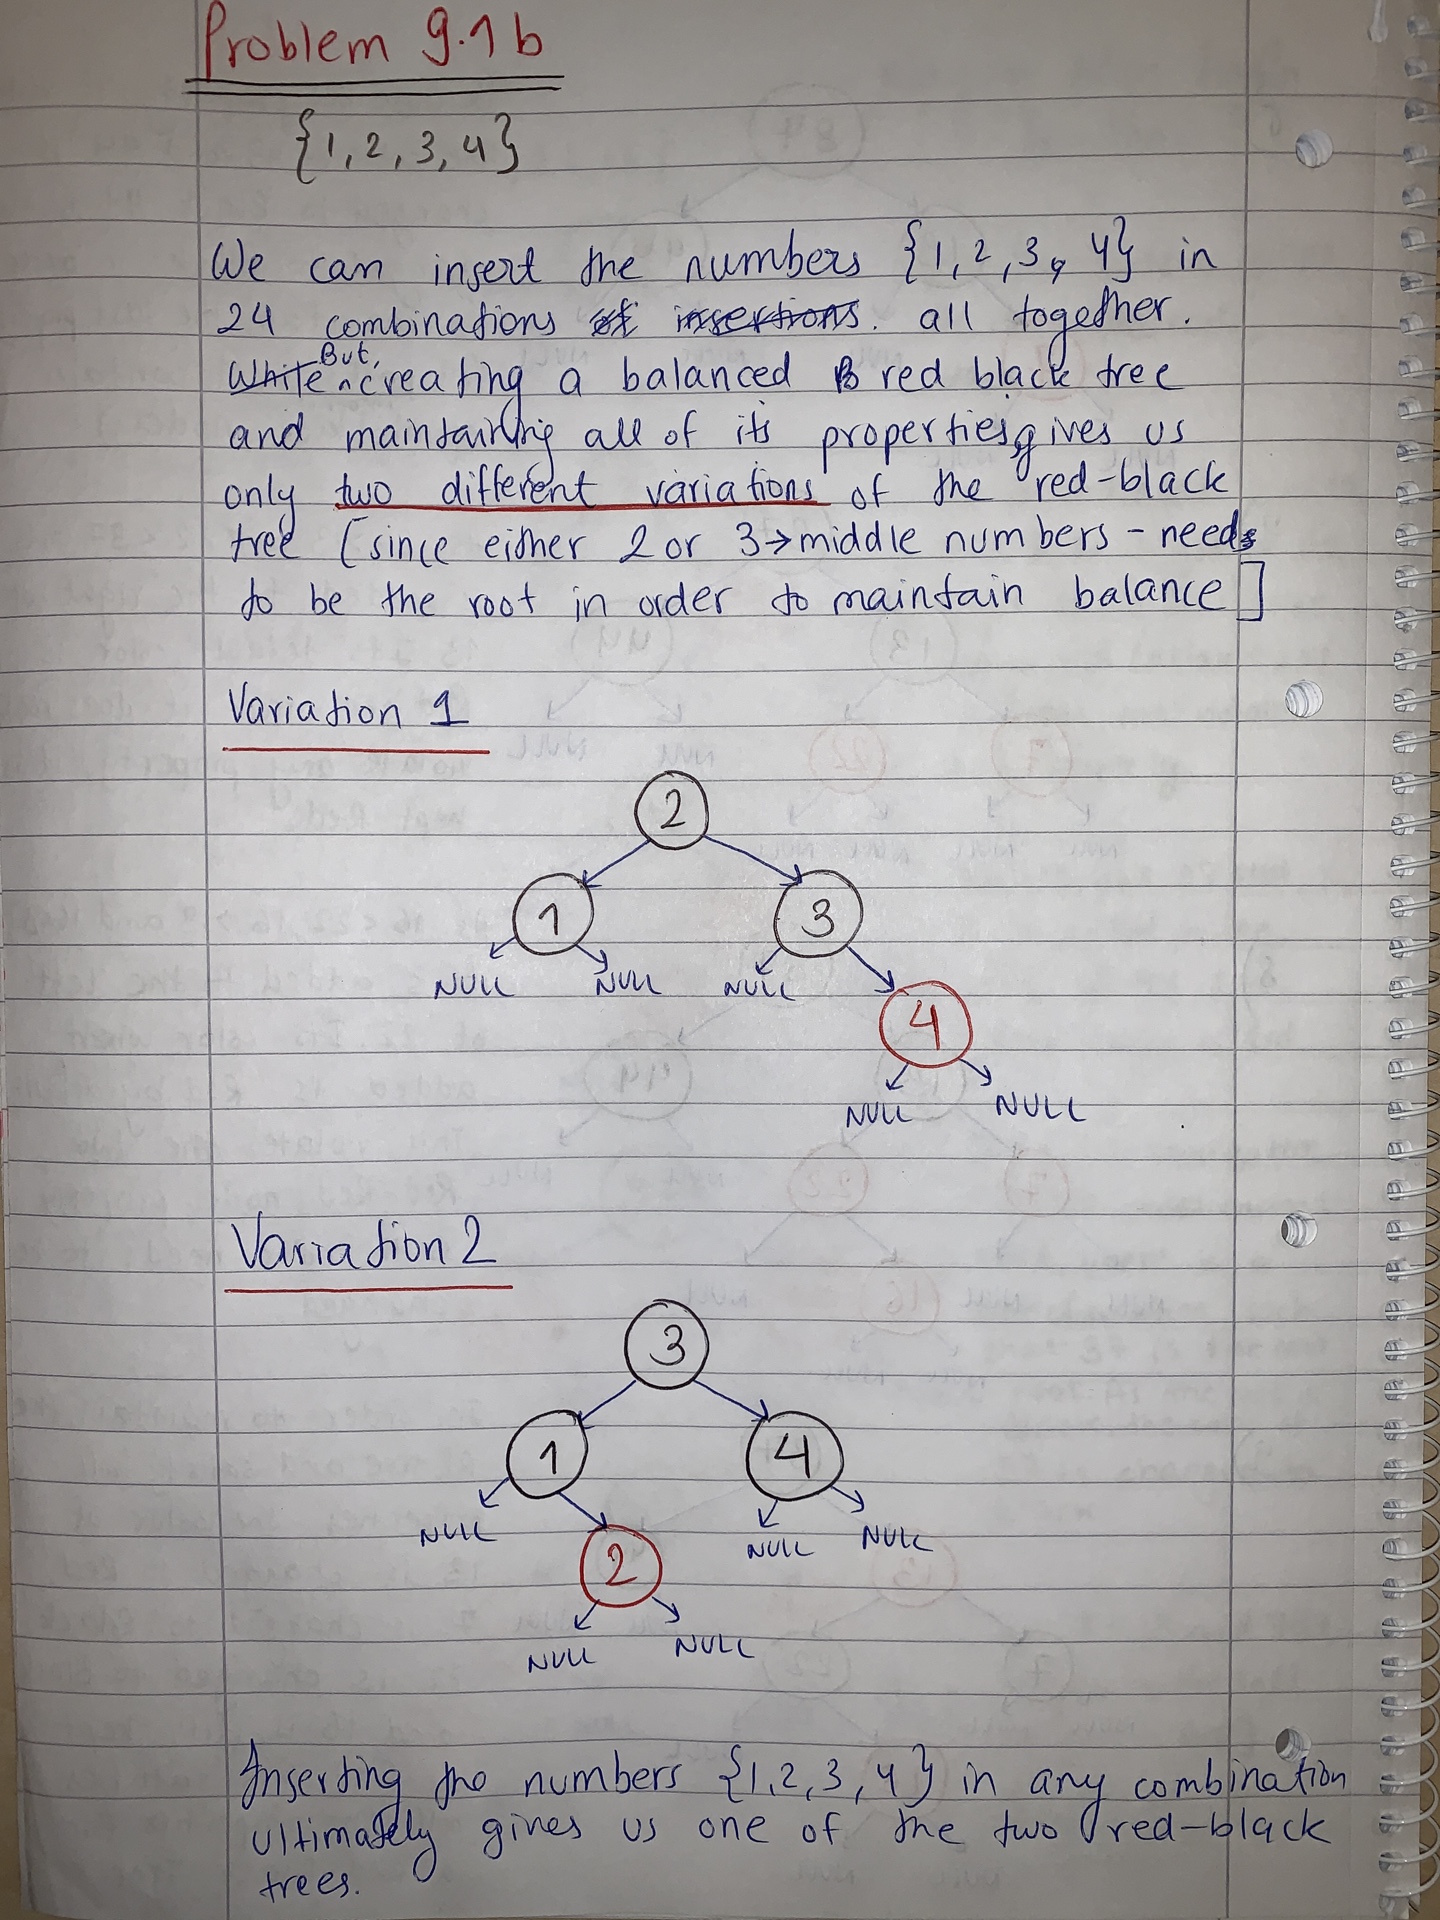 Problem 9.1b
{1, 2, 3, 4}
We can insert the numbers {1, 2, 3, 4} in
24 combinations of insertions. all together.
While But, creating a balanced B red black tree
and maintaining all of its properties, gives us
only two different variations of the red-black
tree [since either 2 or 3→middle numbers - needs
to be the root in order to maintain balance]
Variation 1
2
1 3
NULL NULL NULL
4
NULL NULL
Variation 2
3
1 4
NULL NULL NULL
2
NULL NULL
Inserting the numbers {1, 2, 3, 4} in any combination
ultimately gives us one of the two red-black
trees.